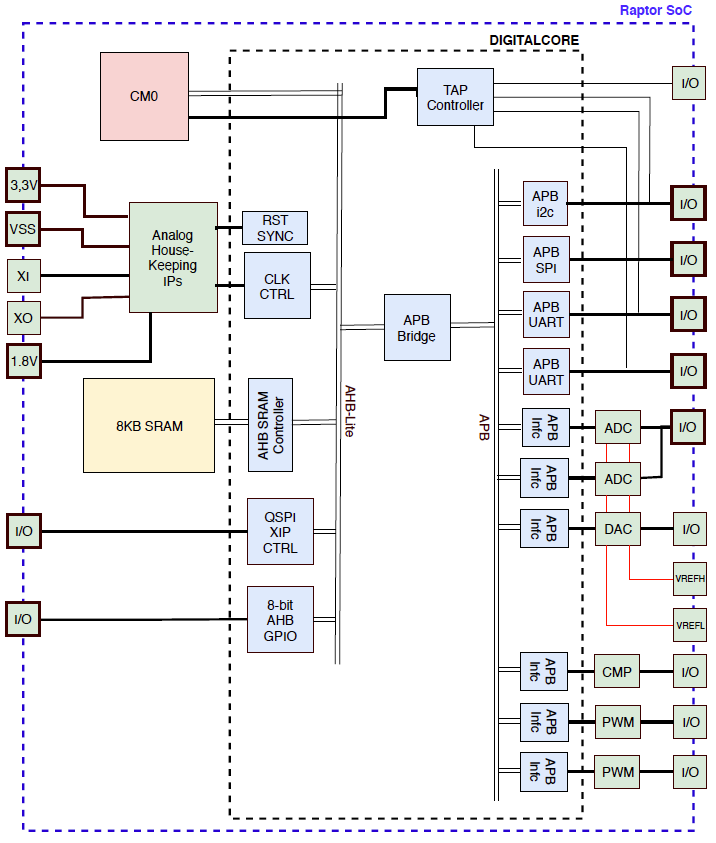 Raptor SoC
DIGITALCORE
CM0
TAP
Controller
I/O
3,3V
VSS
XI
XO
1.8V
Analog
House-
Keeping
IPs
RST
SYNC
CLK
CTRL
APB
i2c
I/O
APB
SPI
I/O
APB
UART
I/O
APB
UART
I/O
APB
Bridge
8KB SRAM
AHB SRAM
Controller
AHB-Lite
APB
APB
Infc
ADC
I/O
APB
Infc
ADC
APB
Infc
DAC
I/O
VREFH
VREFL
I/O
QSPI
XIP
CTRL
I/O
8-bit
AHB
GPIO
APB
Infc
CMP
I/O
APB
Infc
PWM
I/O
APB
Infc
PWM
I/O